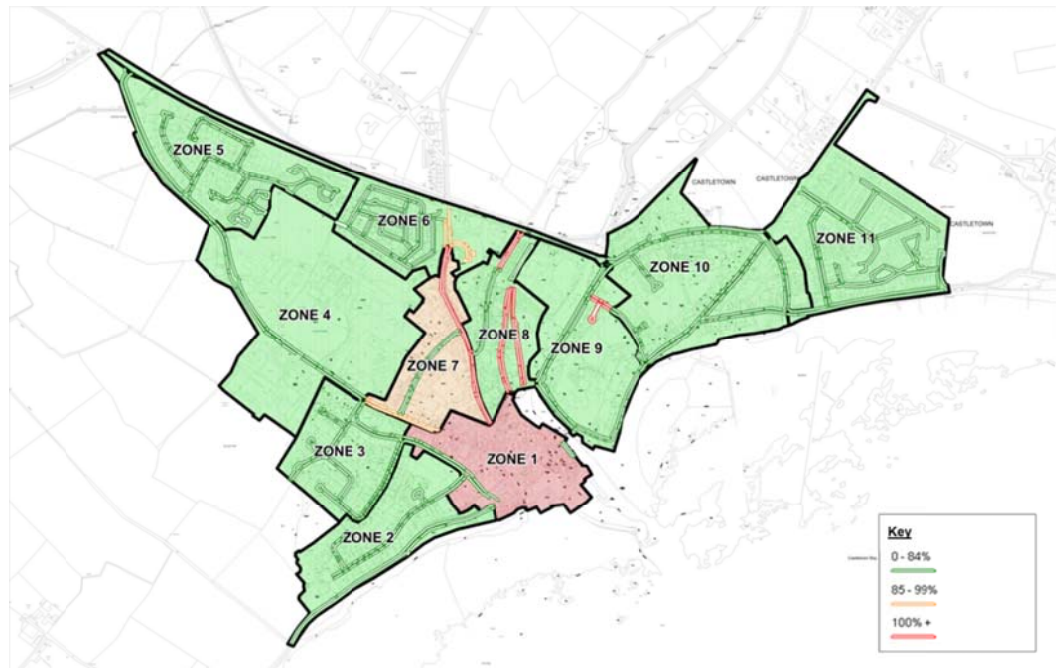 ZONE 5
ZONE 6
CASTLETOWN
CASTLETOWN
CASTLETOWN
ZONE 11
ZONE 10
ZONE 4
ZONE 8
ZONE 9
ZONE 7
ZONE 3
ZONE 1
ZONE 2
Key
0 - 84%
85 - 99%
100% +